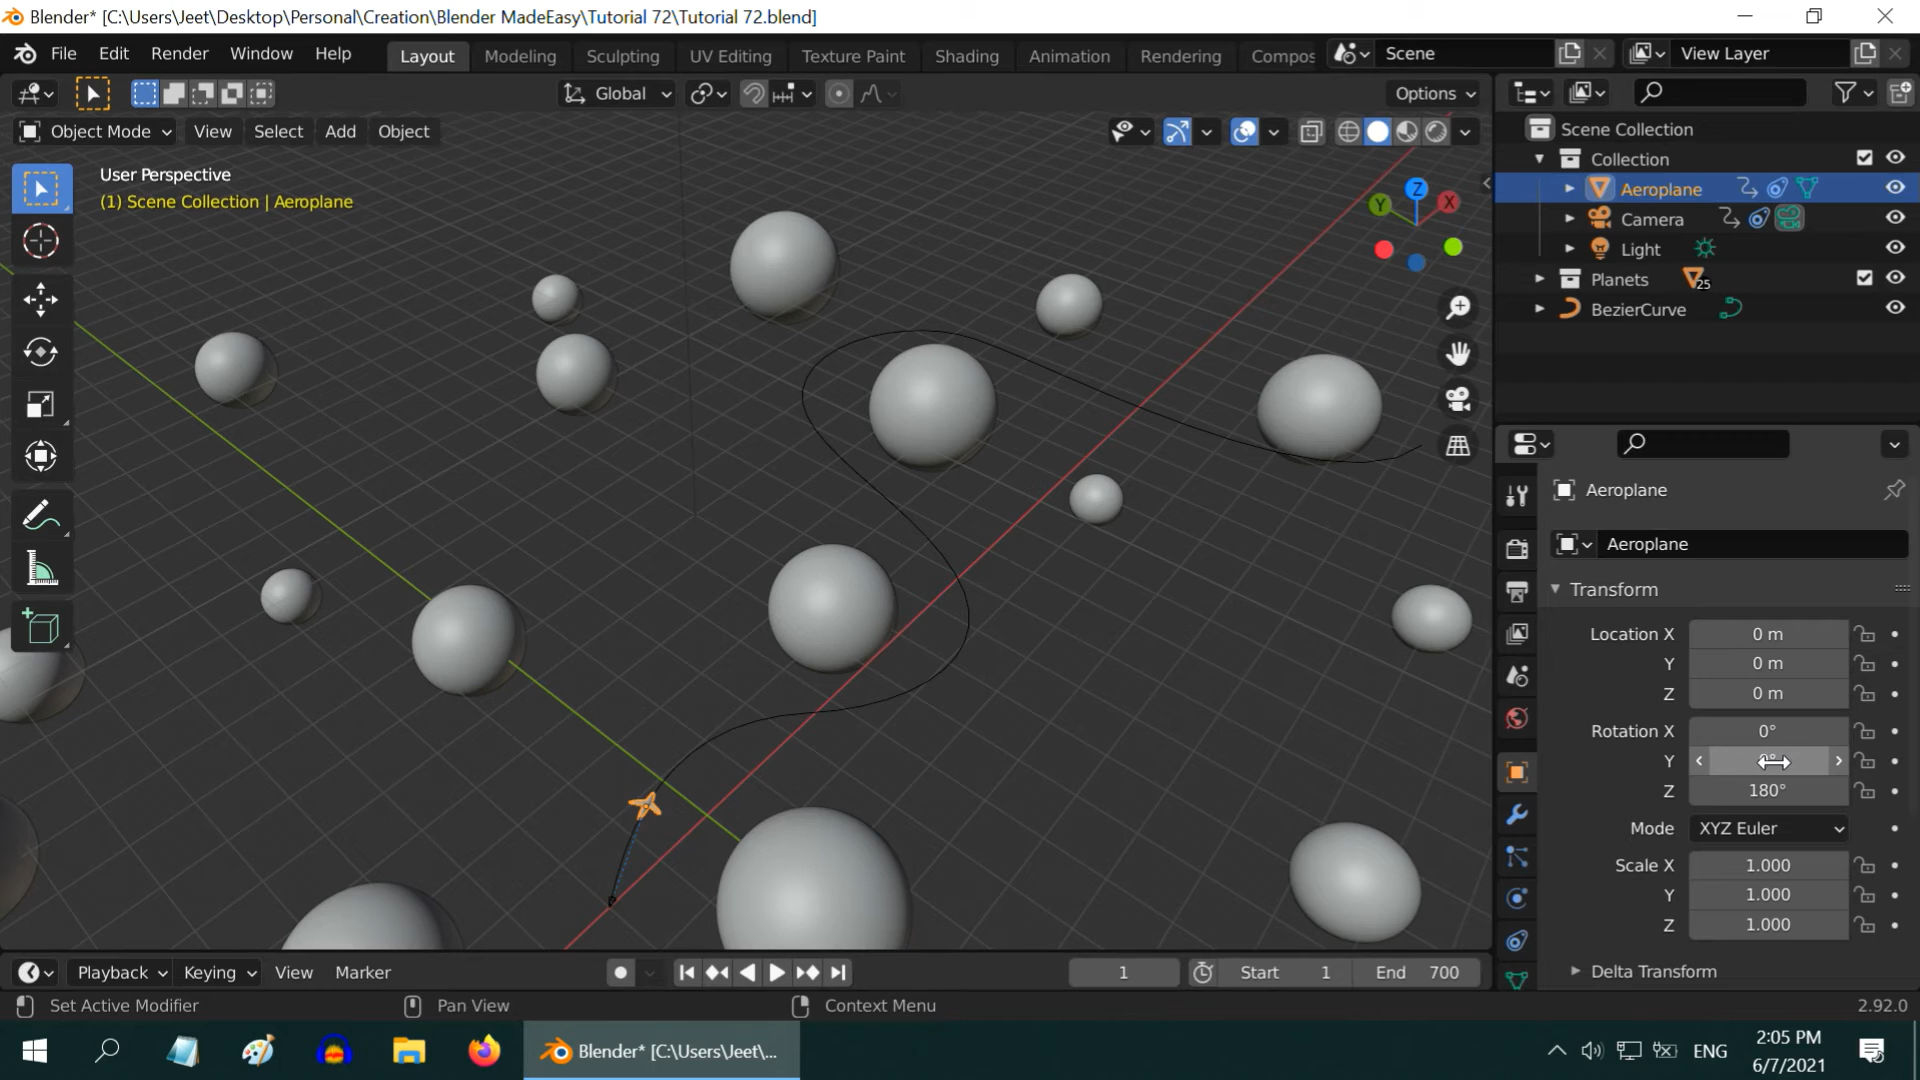 Blender* [C:\Users\Jeet\Desktop\Personal\Creation\Blender MadeEasy\Tutorial 72\Tutorial 72.blend]
File Edit Render Window Help Layout Modeling Sculpting UV Editing Texture Paint Shading Animation Rendering Compos Scene View Layer
Global Options
Object Mode View Select Add Object
User Perspective
(1) Scene Collection | Aeroplane
Z
Y
X
Scene Collection
Collection
Aeroplane
Camera
Light
Planets 25
BezierCurve
Aeroplane
Aeroplane
Transform
Location X 0 m
Y 0 m
Z 0 m
Rotation X 0°
Y
Z 180°
Mode XYZ Euler
Scale X 1.000
Y 1.000
Z 1.000
Delta Transform
Playback Keying View Marker 1 Start 1 End 700
Set Active Modifier Pan View Context Menu 2.92.0
Blender* [C:\Users\Jeet\...
ENG
2:05 PM
6/7/2021